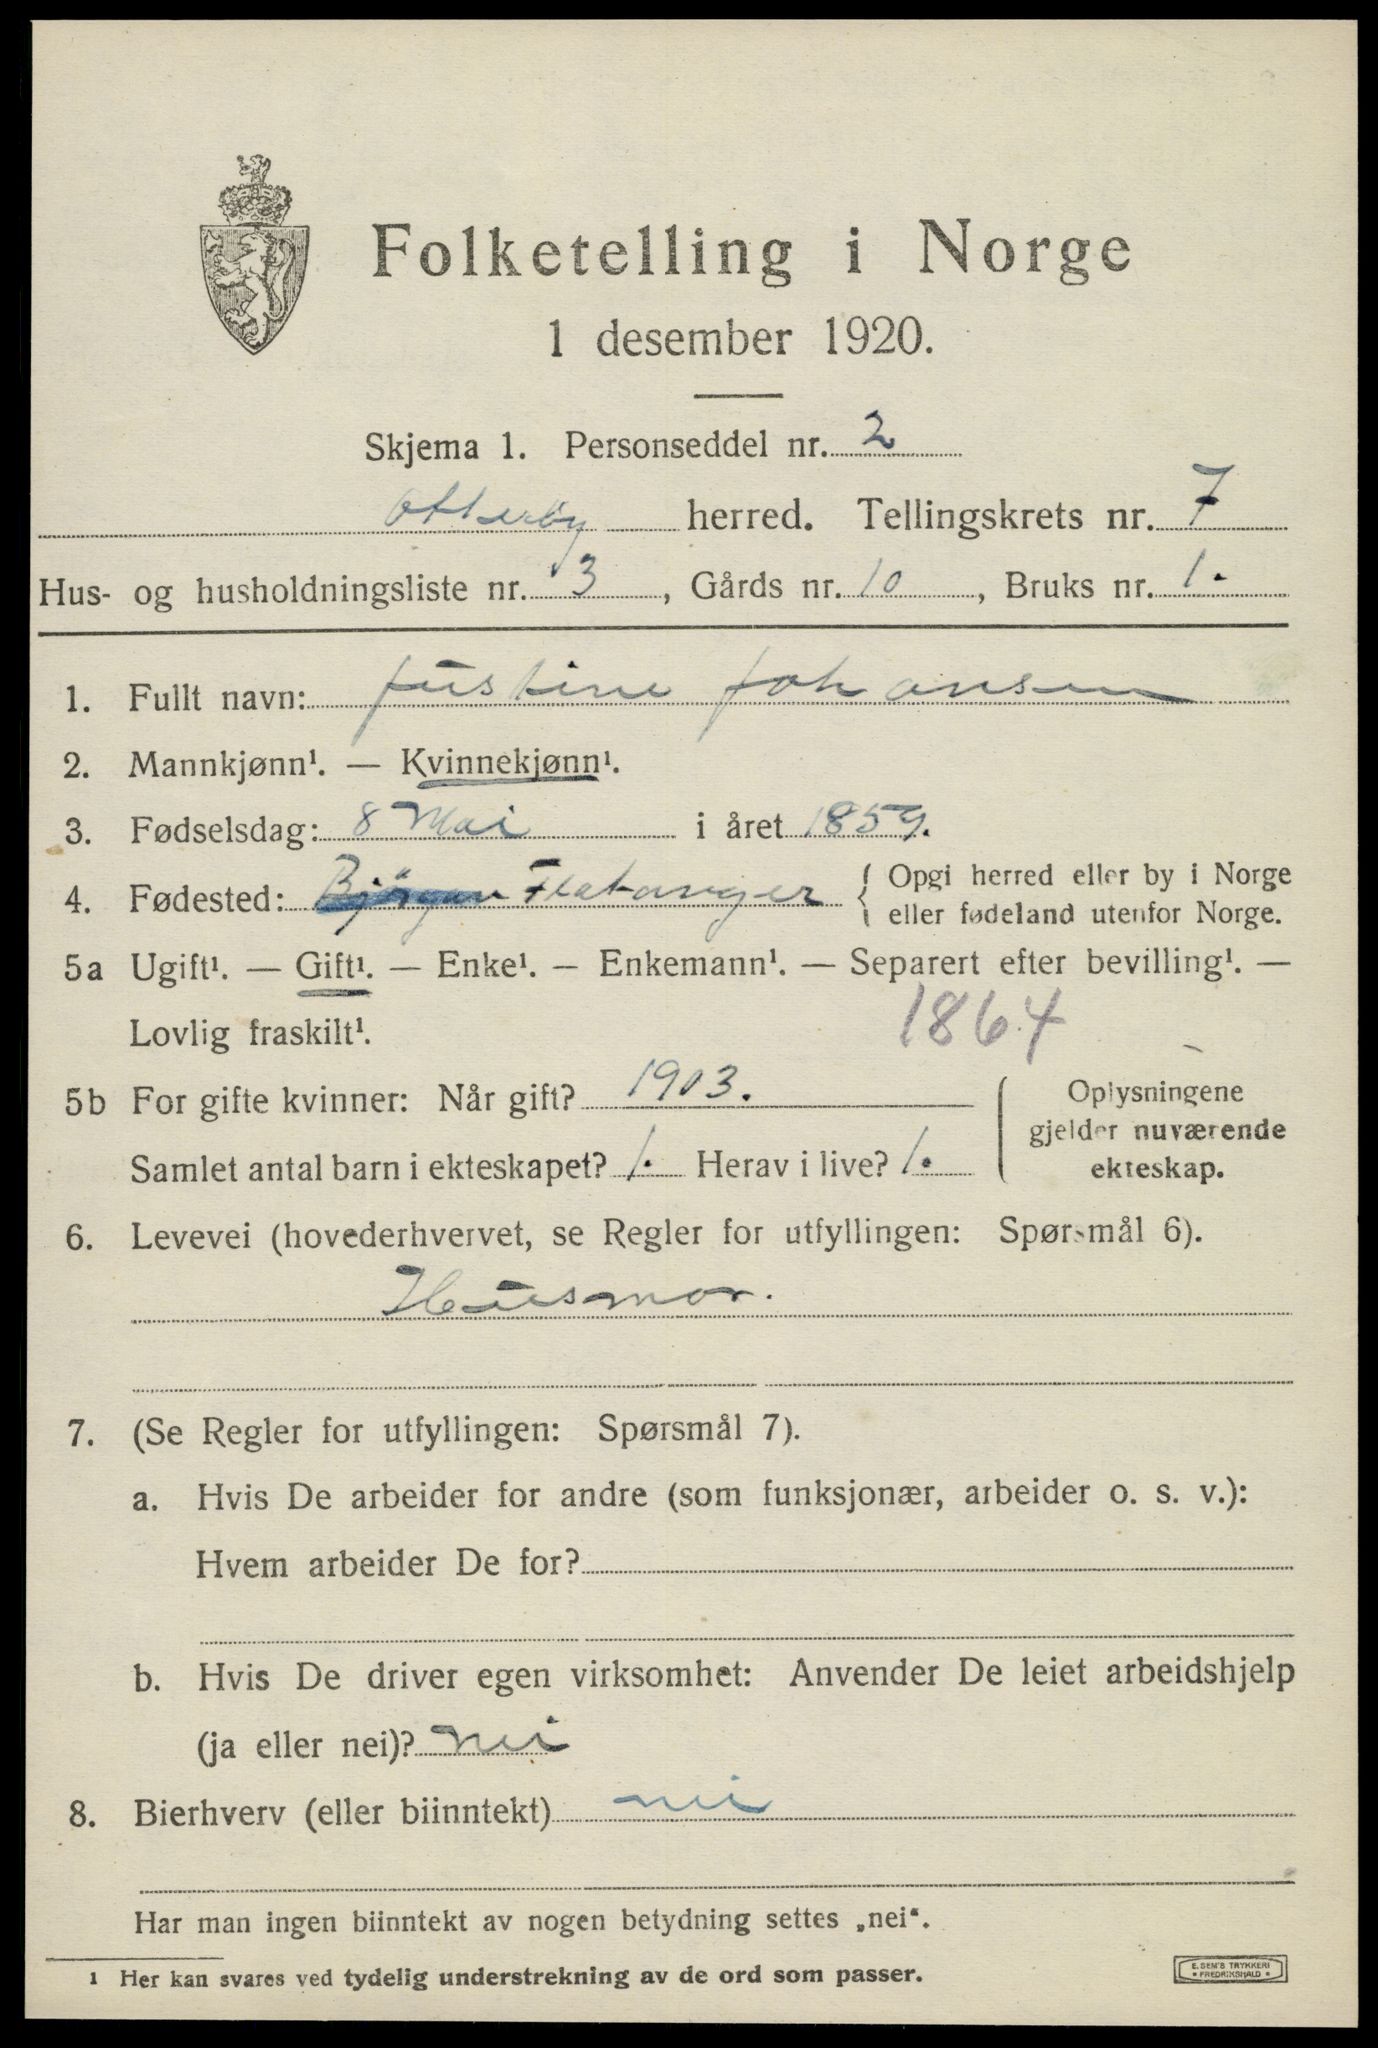 Folketelling i Norge
1 desember 1920.
Skjema 1. Personseddel nr. 2
Otterøy herred. Tellingskrets nr. 7
Hus- og husholdningsliste nr. 3, Gårds nr. 10, Bruks nr. 1.
1. Fullt navn: Justine Johansen
2. Mannkjønn¹. — Kvinnekjønn¹.
3. Fødselsdag: 8 Mai i året 1859.
4. Fødested: Bjørgan Flatanger { Opgi herred eller by i Norge
eller fødeland utenfor Norge.
5a Ugift¹. — Gift¹. — Enke¹. — Enkemann¹. — Separert efter bevilling¹. —
Lovlig fraskilt¹. 1864
5b For gifte kvinner: Når gift? 1903. Oplysningene
gjelder nuværende
Samlet antal barn i ekteskapet? 1. Herav i live? 1. ekteskap.
6. Levevei (hovederhvervet, se Regler for utfyllingen: Spørsmål 6).
Husmor.
7. (Se Regler for utfyllingen: Spørsmål 7).
a. Hvis De arbeider for andre (som funksjonær, arbeider o. s. v.):
Hvem arbeider De for?
b. Hvis De driver egen virksomhet: Anvender De leiet arbeidshjelp
(ja eller nei)? nei
8. Bierhverv (eller biinntekt) nei
Har man ingen biinntekt av nogen betydning settes „nei“.
1 Her kan svares ved tydelig understrekning av de ord som passer.
E. SEM'S TRYKKERI
• FREDRIKSHALD •